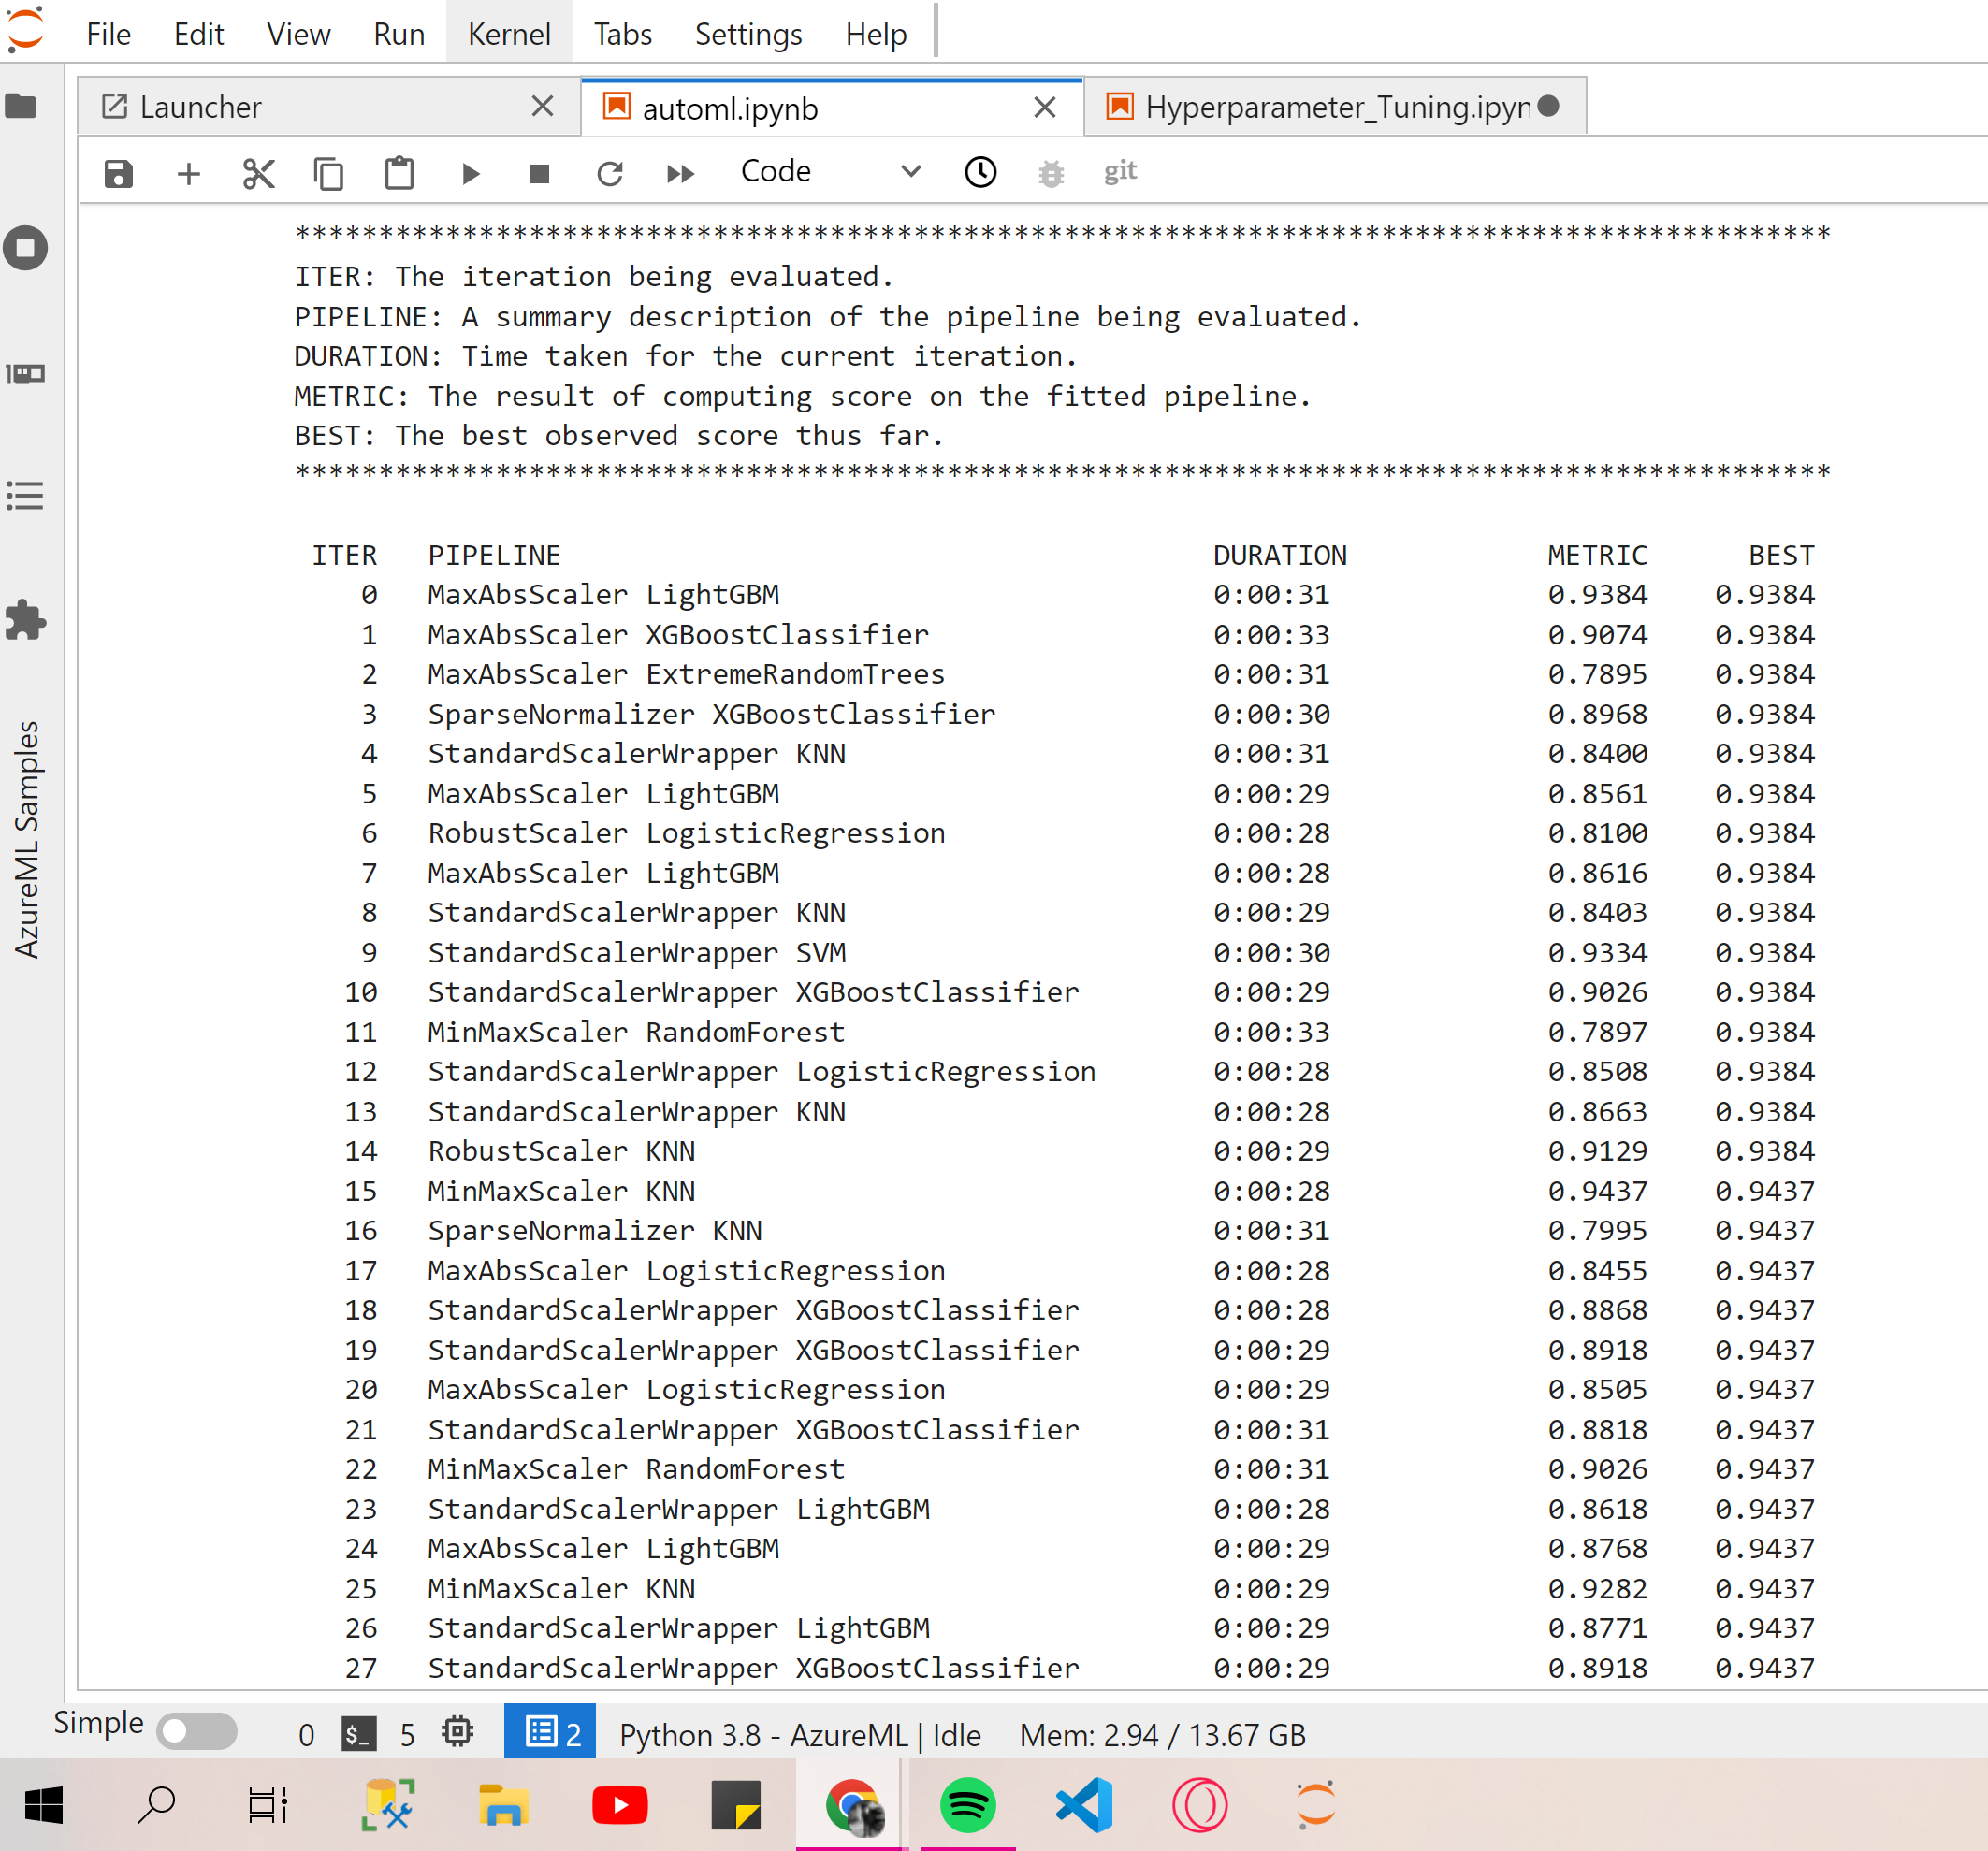 File Edit View Run Kernel Tabs Settings Help
Launcher automl.ipynb Hyperparameter_Tuning.ipyn
Code git
********************************************************************************************
ITER: The iteration being evaluated.
PIPELINE: A summary description of the pipeline being evaluated.
DURATION: Time taken for the current iteration.
METRIC: The result of computing score on the fitted pipeline.
BEST: The best observed score thus far.
********************************************************************************************
ITER PIPELINE DURATION METRIC BEST
0 MaxAbsScaler LightGBM 0:00:31 0.9384 0.9384
1 MaxAbsScaler XGBoostClassifier 0:00:33 0.9074 0.9384
2 MaxAbsScaler ExtremeRandomTrees 0:00:31 0.7895 0.9384
3 SparseNormalizer XGBoostClassifier 0:00:30 0.8968 0.9384
4 StandardScalerWrapper KNN 0:00:31 0.8400 0.9384
5 MaxAbsScaler LightGBM 0:00:29 0.8561 0.9384
6 RobustScaler LogisticRegression 0:00:28 0.8100 0.9384
7 MaxAbsScaler LightGBM 0:00:28 0.8616 0.9384
8 StandardScalerWrapper KNN 0:00:29 0.8403 0.9384
9 StandardScalerWrapper SVM 0:00:30 0.9334 0.9384
10 StandardScalerWrapper XGBoostClassifier 0:00:29 0.9026 0.9384
11 MinMaxScaler RandomForest 0:00:33 0.7897 0.9384
12 StandardScalerWrapper LogisticRegression 0:00:28 0.8508 0.9384
13 StandardScalerWrapper KNN 0:00:28 0.8663 0.9384
14 RobustScaler KNN 0:00:29 0.9129 0.9384
15 MinMaxScaler KNN 0:00:28 0.9437 0.9437
16 SparseNormalizer KNN 0:00:31 0.7995 0.9437
17 MaxAbsScaler LogisticRegression 0:00:28 0.8455 0.9437
18 StandardScalerWrapper XGBoostClassifier 0:00:28 0.8868 0.9437
19 StandardScalerWrapper XGBoostClassifier 0:00:29 0.8918 0.9437
20 MaxAbsScaler LogisticRegression 0:00:29 0.8505 0.9437
21 StandardScalerWrapper XGBoostClassifier 0:00:31 0.8818 0.9437
22 MinMaxScaler RandomForest 0:00:31 0.9026 0.9437
23 StandardScalerWrapper LightGBM 0:00:28 0.8618 0.9437
24 MaxAbsScaler LightGBM 0:00:29 0.8768 0.9437
25 MinMaxScaler KNN 0:00:29 0.9282 0.9437
26 StandardScalerWrapper LightGBM 0:00:29 0.8771 0.9437
27 StandardScalerWrapper XGBoostClassifier 0:00:29 0.8918 0.9437
AzureML Samples
Simple 0 $_ 5 2 Python 3.8 - AzureML | Idle Mem: 2.94 / 13.67 GB